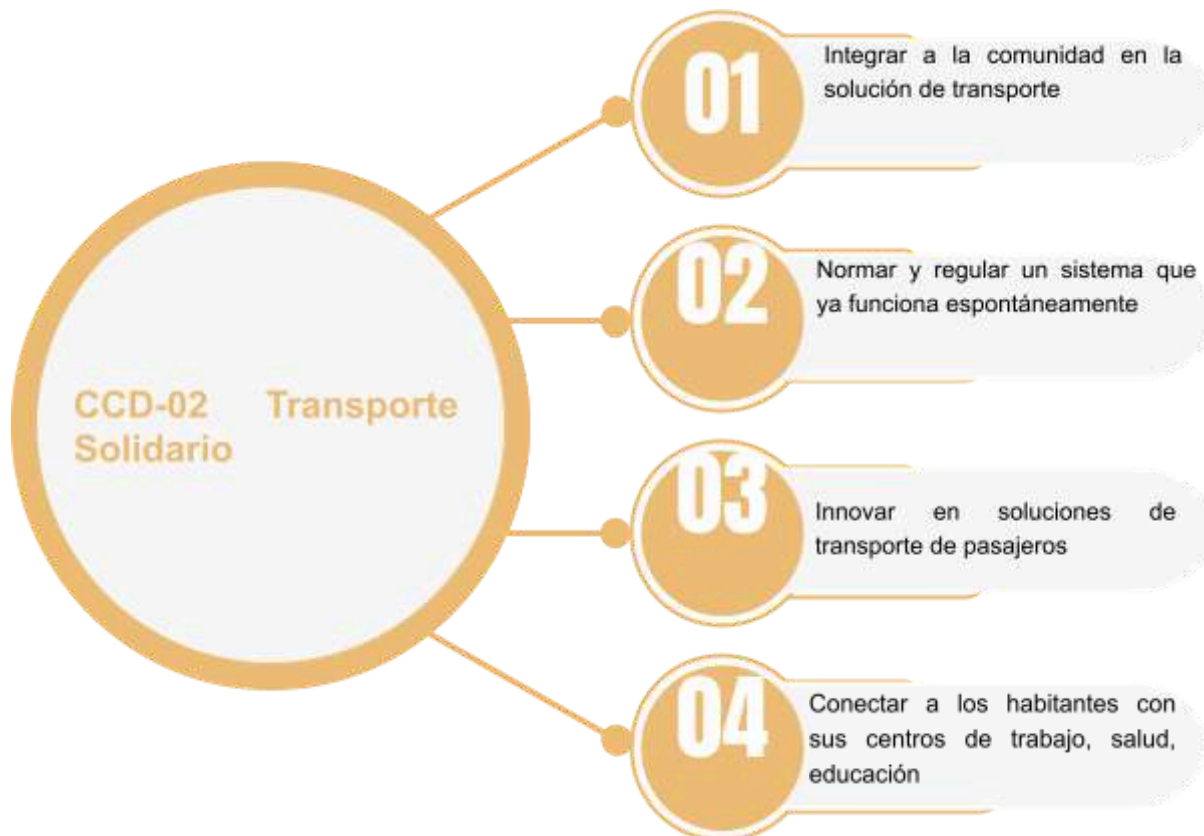 CCD-02 Transporte
Solidario
01
Integrar a la comunidad en la
solución de transporte
02
Normar y regular un sistema que
ya funciona espontáneamente
03
Innovar en soluciones de
transporte de pasajeros
04
Conectar a los habitantes con
sus centros de trabajo, salud,
educación